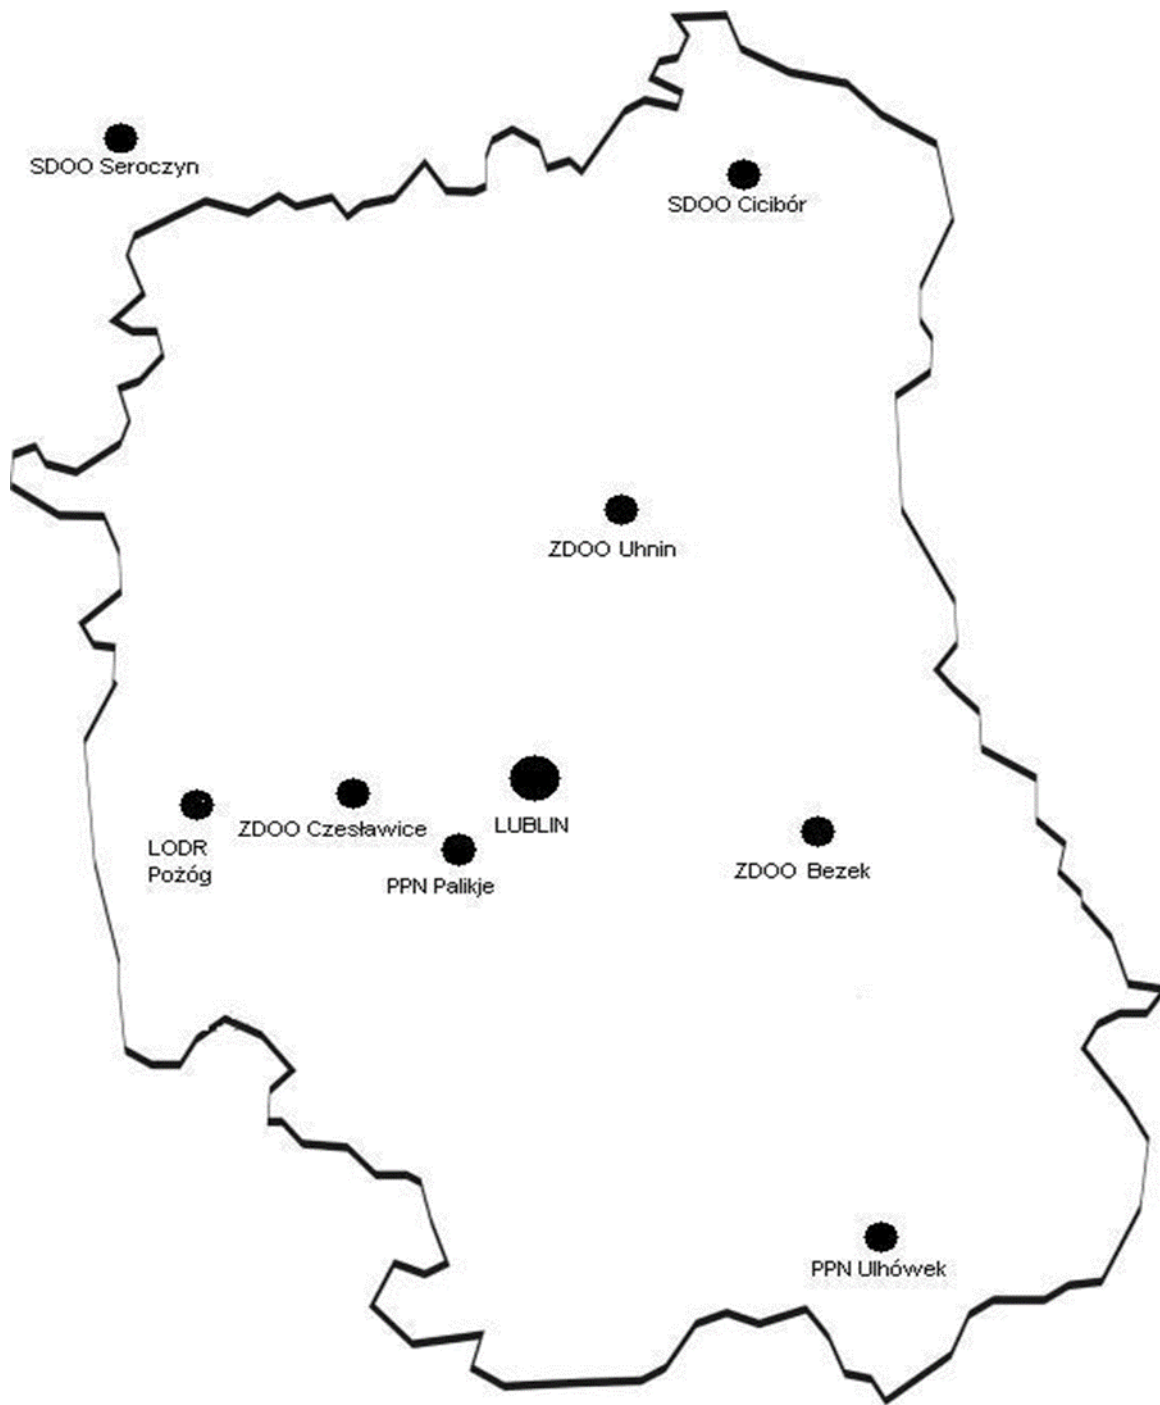 SDOO Seroczyn
SDOO Cicibór
ZDOO Uhnin
ZDOO Czesławice
LUBLIN
LODR
Pożóg
PPN Palikje
ZDOO Bezek
PPN Ulhówek